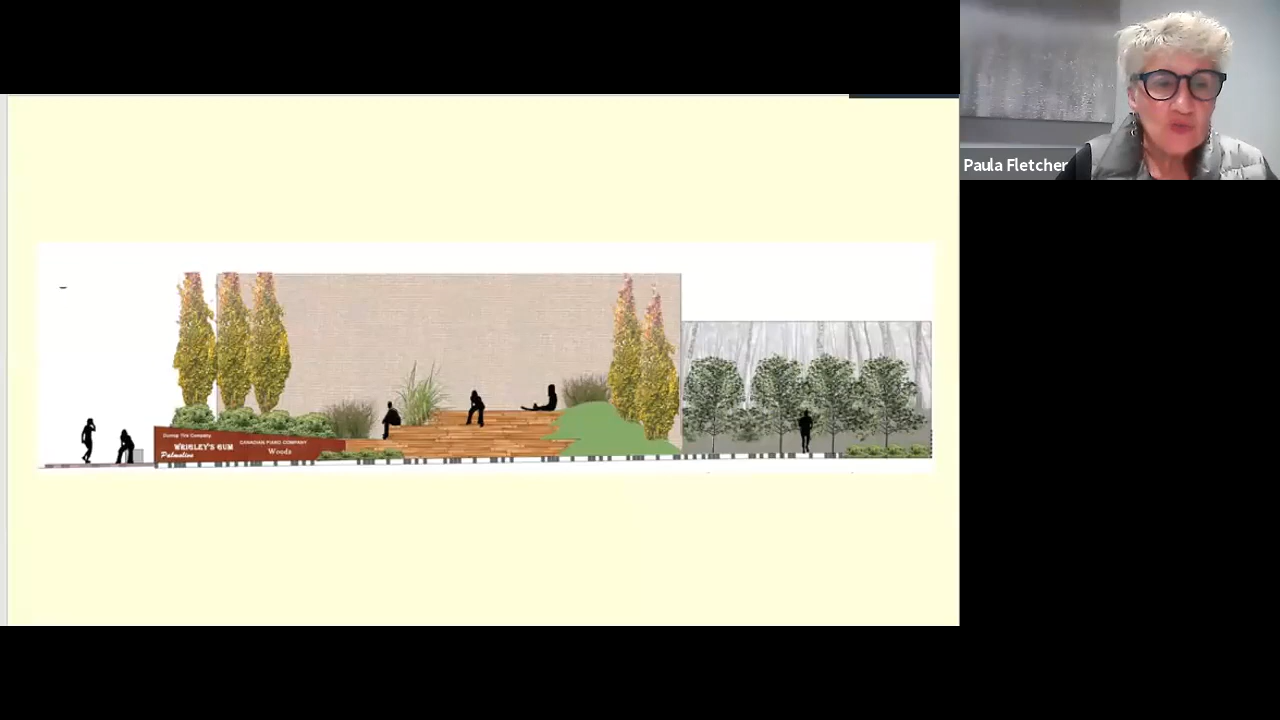 Dunlop Tire Company
WRIGLEY'S GUM
CANADIAN PIANO COMPANY
Palmolive
Woods
Paula Fletcher